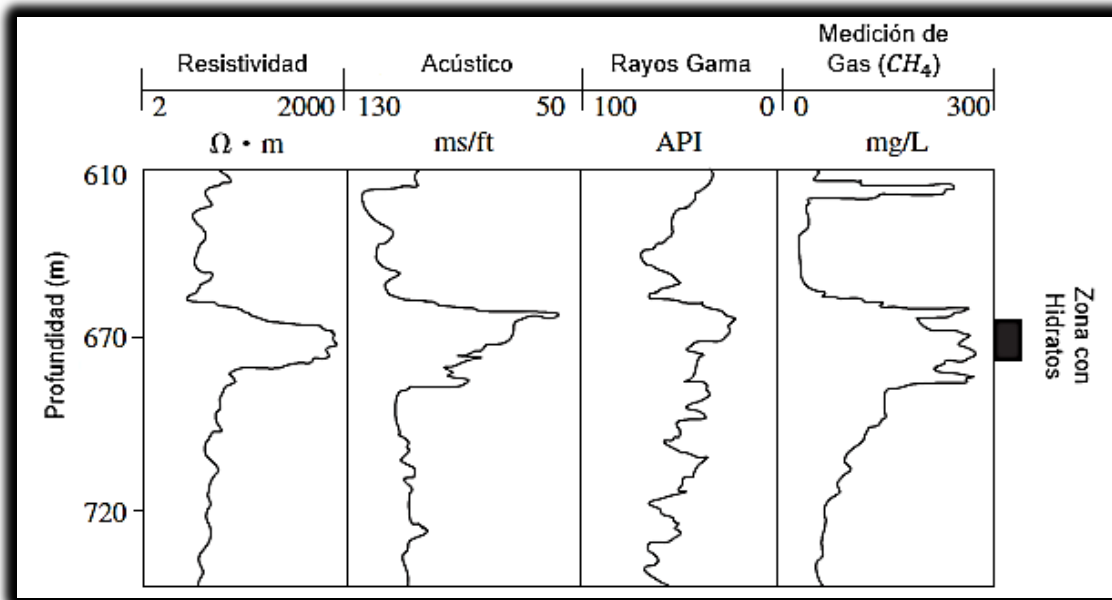 Resistividad
Acústico
Rayos Gama
Medición de
Gas (CH₄)
2 2000
130 50
100 0
0 300
Ω • m
ms/ft
API
mg/L
610
670
720
Profundidad (m)
Zona con
Hidratos